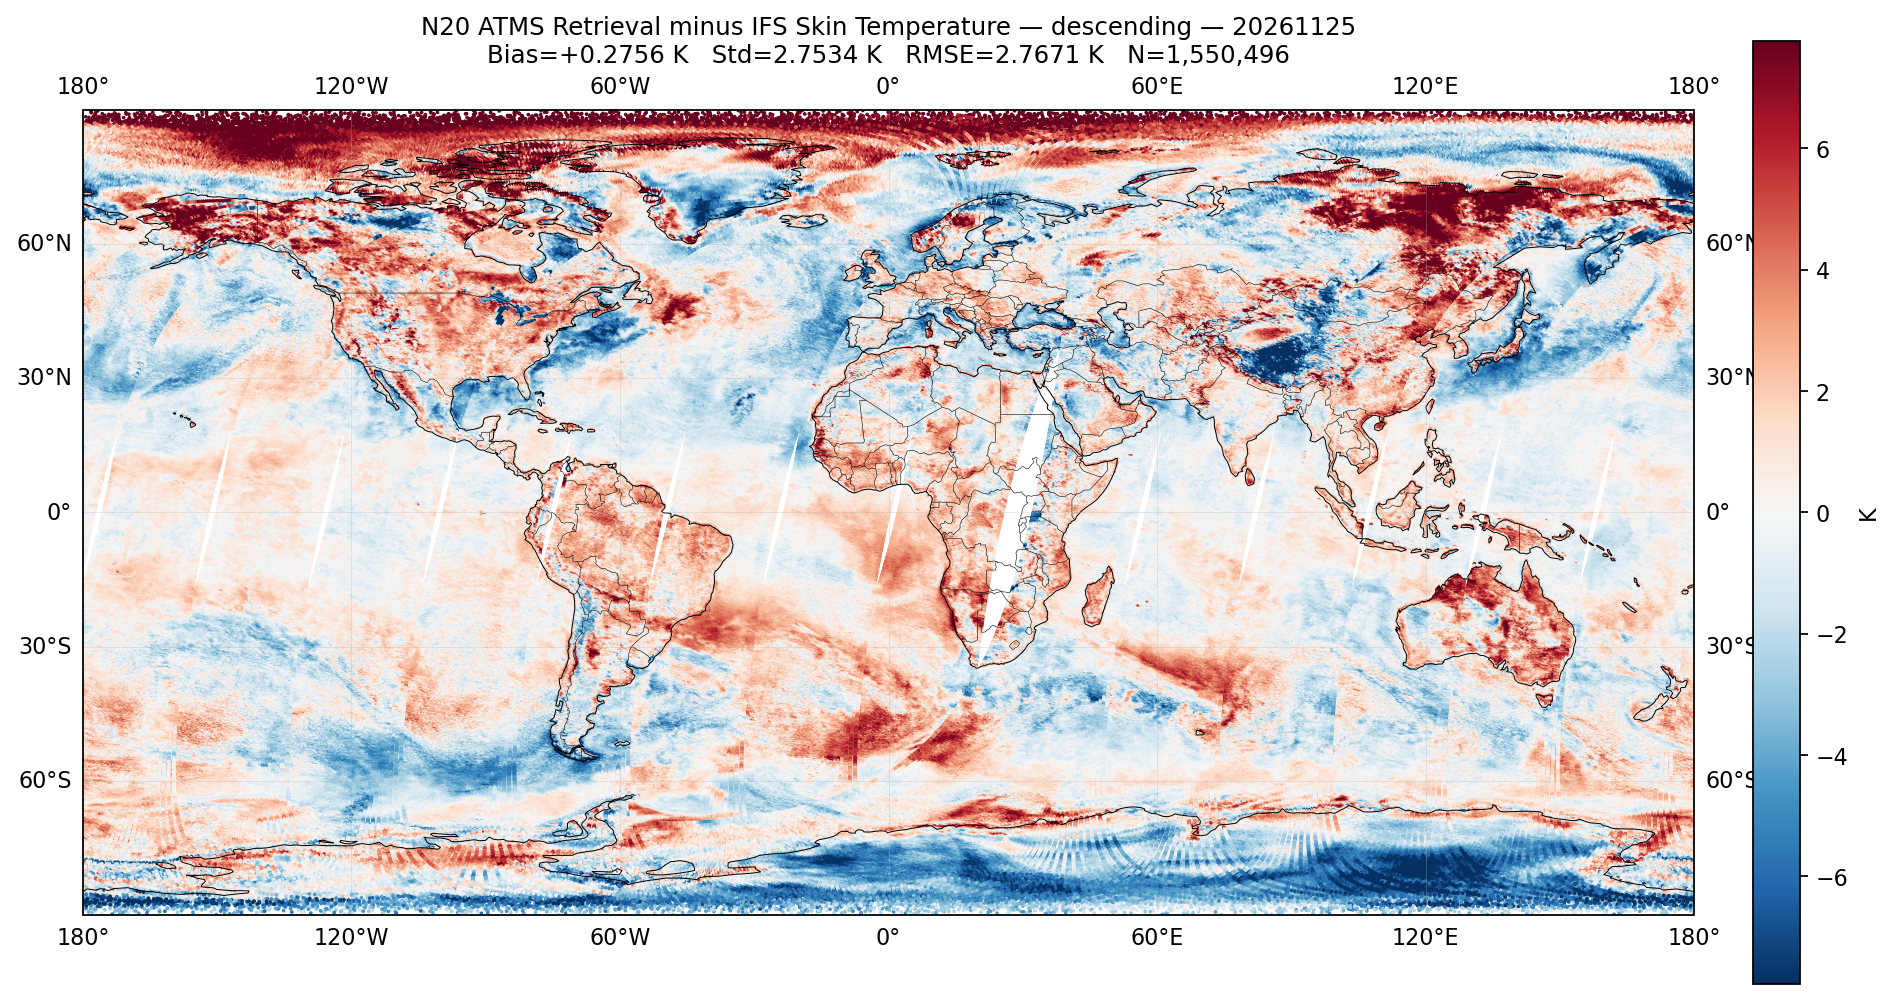 N20 ATMS Retrieval minus IFS Skin Temperature — descending — 20261125
Bias=+0.2756 K   Std=2.7534 K   RMSE=2.7671 K   N=1,550,496
180° 120°W 60°W 0° 60°E 120°E 180°
60°N 60°N
30°N 30°N
0° 0°
30°S 30°S
60°S 60°S
180° 120°W 60°W 0° 60°E 120°E 180°
6
4
2
0
−2
−4
−6
K